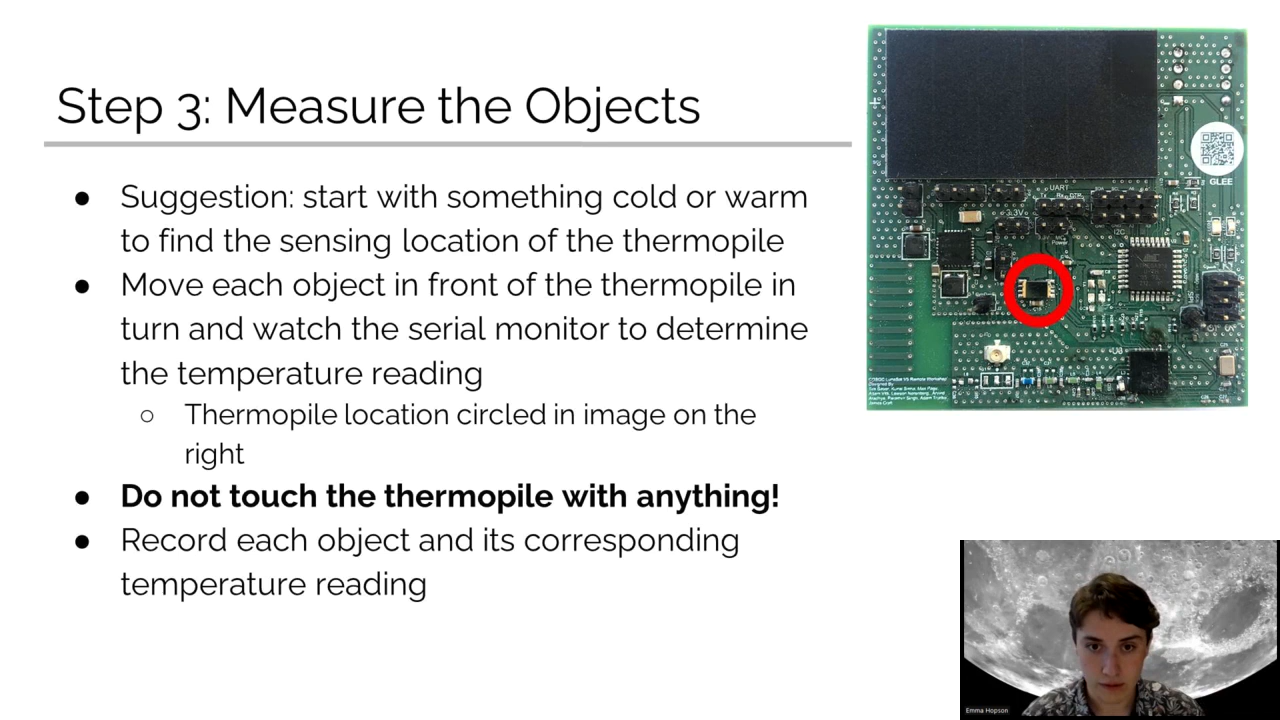 Step 3: Measure the Objects
● Suggestion: start with something cold or warm
to find the sensing location of the thermopile
● Move each object in front of the thermopile in
turn and watch the serial monitor to determine
the temperature reading
○ Thermopile location circled in image on the
right
● Do not touch the thermopile with anything!
● Record each object and its corresponding
temperature reading
GLEE
UART
3.3V
I2C
Power
Emma Hopson